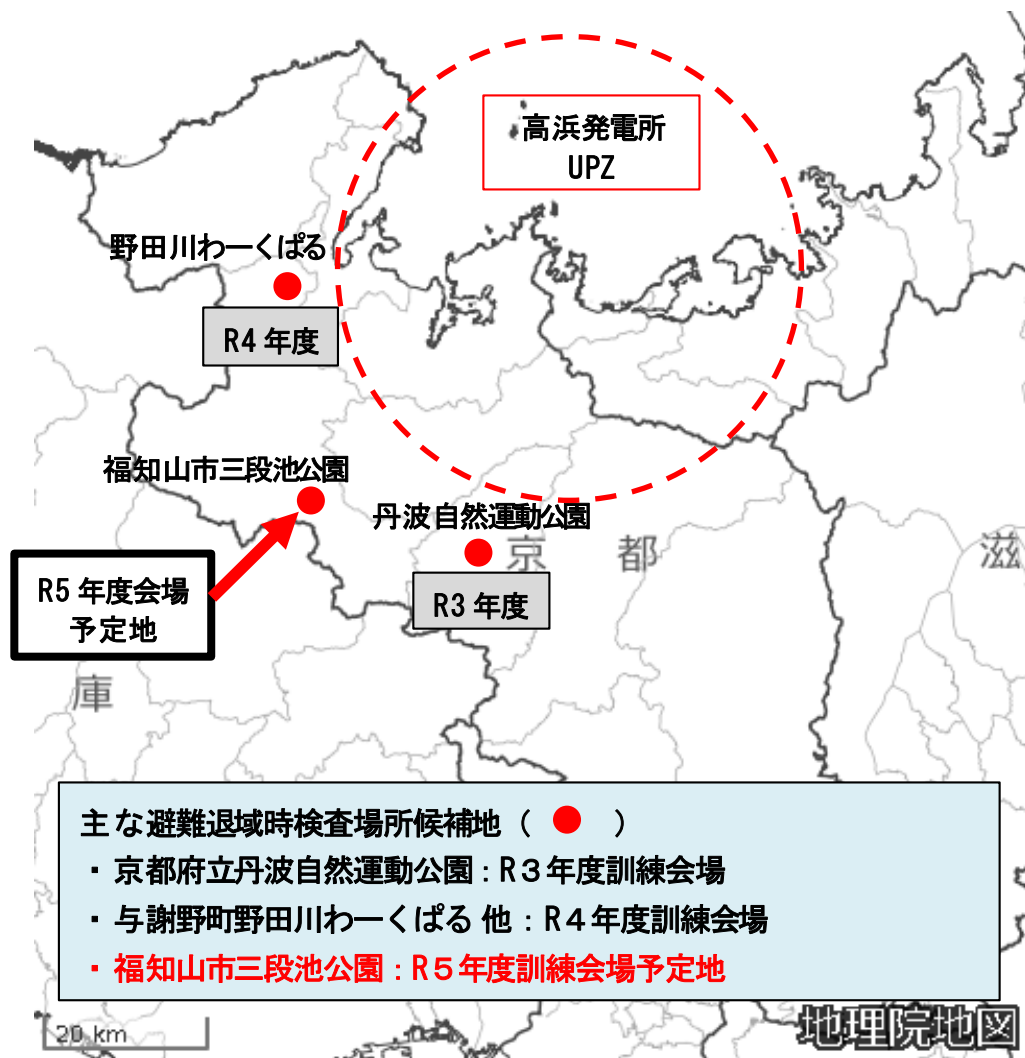 高浜発電所
UPZ
野田川わーくぱる
R4 年度
福知山市三段池公園
丹波自然運動公園
京 都
滋
R5 年度会場
予定地
R3 年度
庫
主な避難退域時検査場所候補地（ ● ）
・ 京都府立丹波自然運動公園：R３年度訓練会場
・ 与謝野町野田川わーくぱる 他：R４年度訓練会場
・ 福知山市三段池公園：R５年度訓練会場予定地
20 km
地理院地図